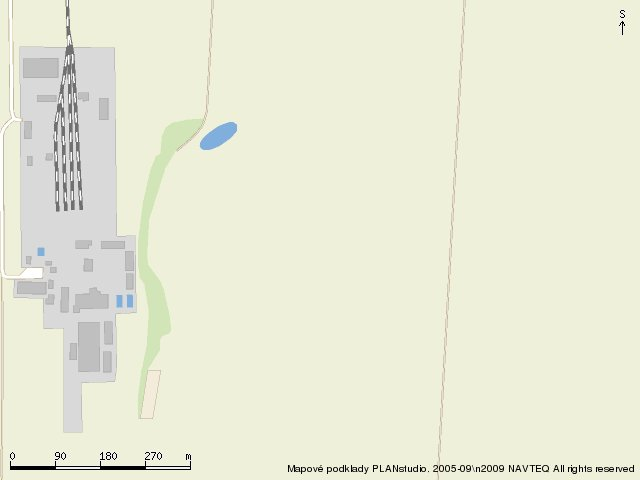 S
0 90 180 270 m
Mapové podklady PLANstudio, 2005-09\n2009 NAVTEQ All rights reserved